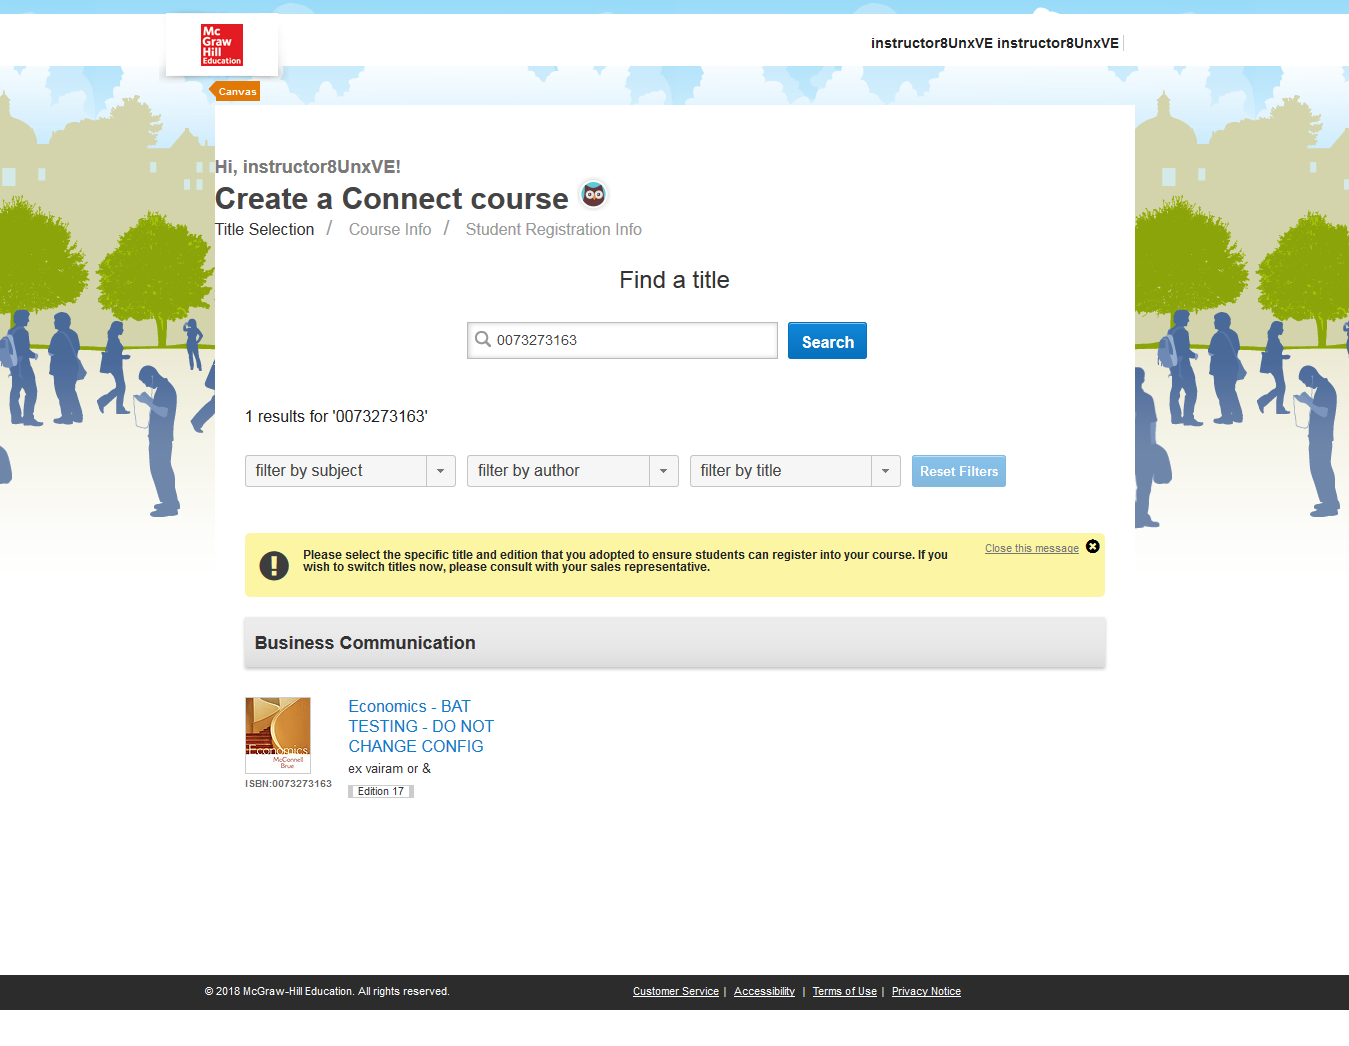 Mc
Graw
Hill
Education
instructor8UnxVE instructor8UnxVE
Canvas
Hi, instructor8UnxVE!
Create a Connect course
Title Selection / Course Info / Student Registration Info
Find a title
0073273163
Search
1 results for '0073273163'
filter by subject
filter by author
filter by title
Reset Filters
Please select the specific title and edition that you adopted to ensure students can register into your course. If you
wish to switch titles now, please consult with your sales representative.
Close this message
Business Communication
Economics
McConnell
Brue
ISBN:0073273163
Economics - BAT
TESTING - DO NOT
CHANGE CONFIG
ex vairam or &
Edition 17
© 2018 McGraw-Hill Education. All rights reserved.
Customer Service | Accessibility | Terms of Use | Privacy Notice